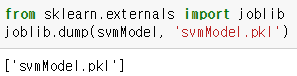 from sklearn.externals import joblib
joblib.dump(svmModel, 'svmModel.pkl')
['svmModel.pkl']